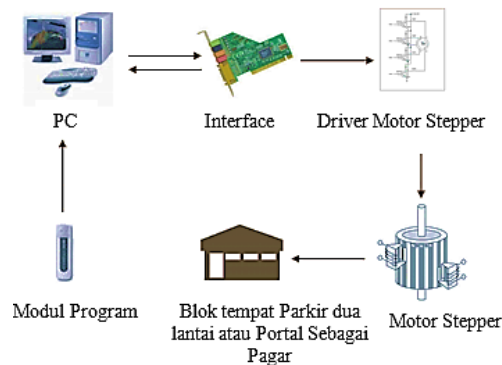 PC
Interface
Driver Motor Stepper
Modul Program
Blok tempat Parkir dua
lantai atau Portal Sebagai
Pagar
Motor Stepper